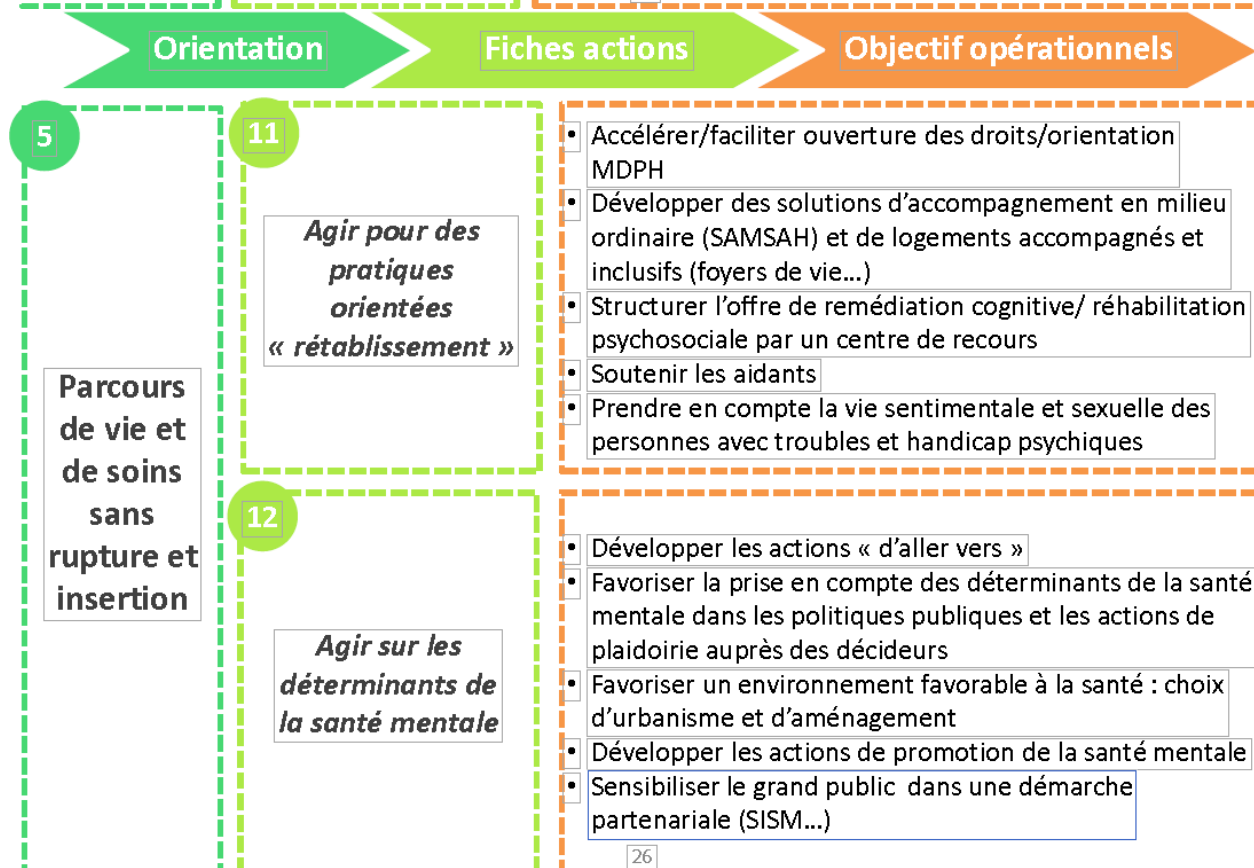 Orientation
Fiches actions
Objectif opérationnels
5
Parcours
de vie et
de soins
sans
rupture et
insertion
11
Agir pour des
pratiques
orientées
« rétablissement »
• Accélérer/faciliter ouverture des droits/orientation
MDPH
• Développer des solutions d’accompagnement en milieu
ordinaire (SAMSAH) et de logements accompagnés et
inclusifs (foyers de vie...)
• Structurer l’offre de remédiation cognitive/ réhabilitation
psychosociale par un centre de recours
• Soutenir les aidants
• Prendre en compte la vie sentimentale et sexuelle des
personnes avec troubles et handicap psychiques
12
Agir sur les
déterminants de
la santé mentale
• Développer les actions « d’aller vers »
• Favoriser la prise en compte des déterminants de la santé
mentale dans les politiques publiques et les actions de
plaidoirie auprès des décideurs
• Favoriser un environnement favorable à la santé : choix
d’urbanisme et d’aménagement
• Développer les actions de promotion de la santé mentale
• Sensibiliser le grand public dans une démarche
partenariale (SISM...)
26